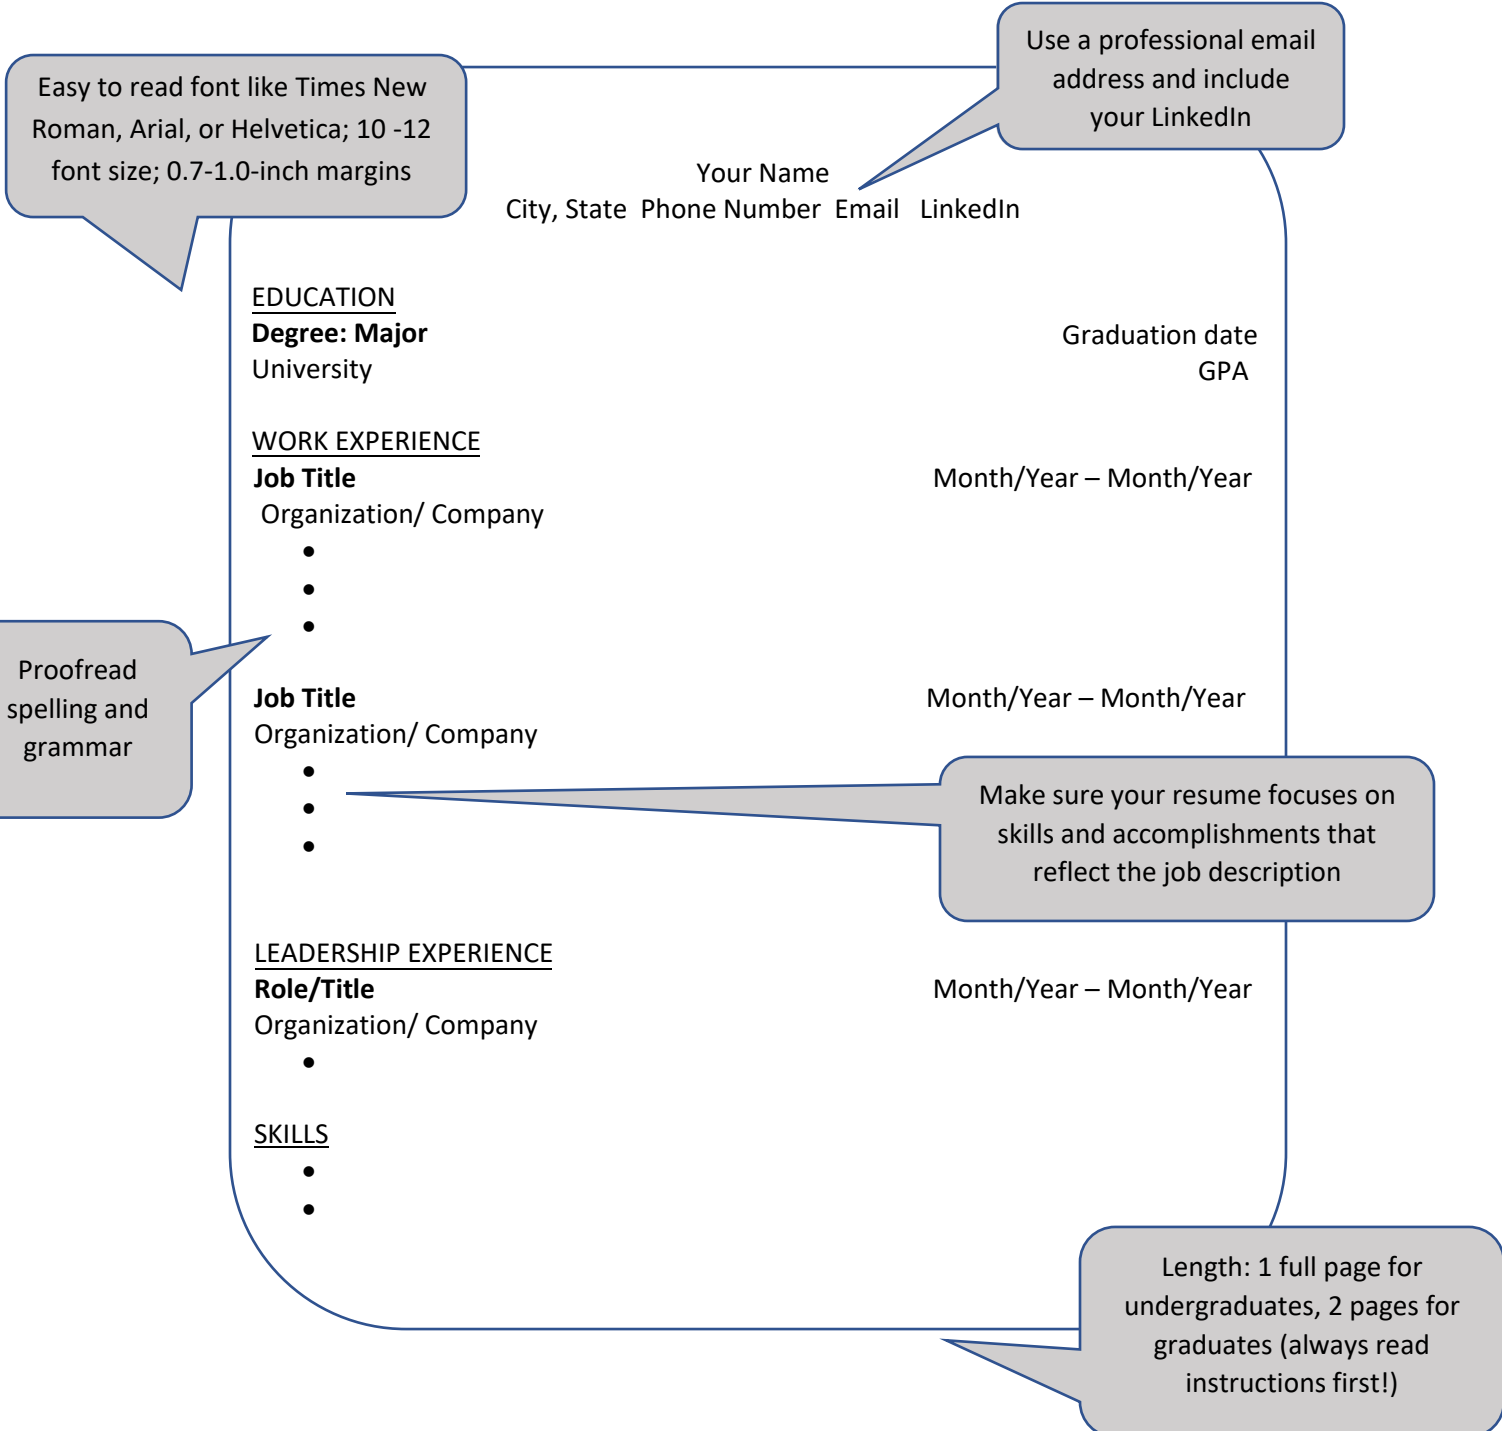 Use a professional email
address and include
your LinkedIn
Easy to read font like Times New
Roman, Arial, or Helvetica; 10 -12
font size; 0.7-1.0-inch margins
Your Name
City, State  Phone Number  Email   LinkedIn
EDUCATION
Degree: Major
Graduation date
University
GPA
WORK EXPERIENCE
Job Title
Month/Year – Month/Year
Organization/ Company
•
•
•
Proofread
spelling and
grammar
Job Title
Month/Year – Month/Year
Organization/ Company
•
•
•
Make sure your resume focuses on
skills and accomplishments that
reflect the job description
LEADERSHIP EXPERIENCE
Role/Title
Month/Year – Month/Year
Organization/ Company
•
SKILLS
•
•
Length: 1 full page for
undergraduates, 2 pages for
graduates (always read
instructions first!)